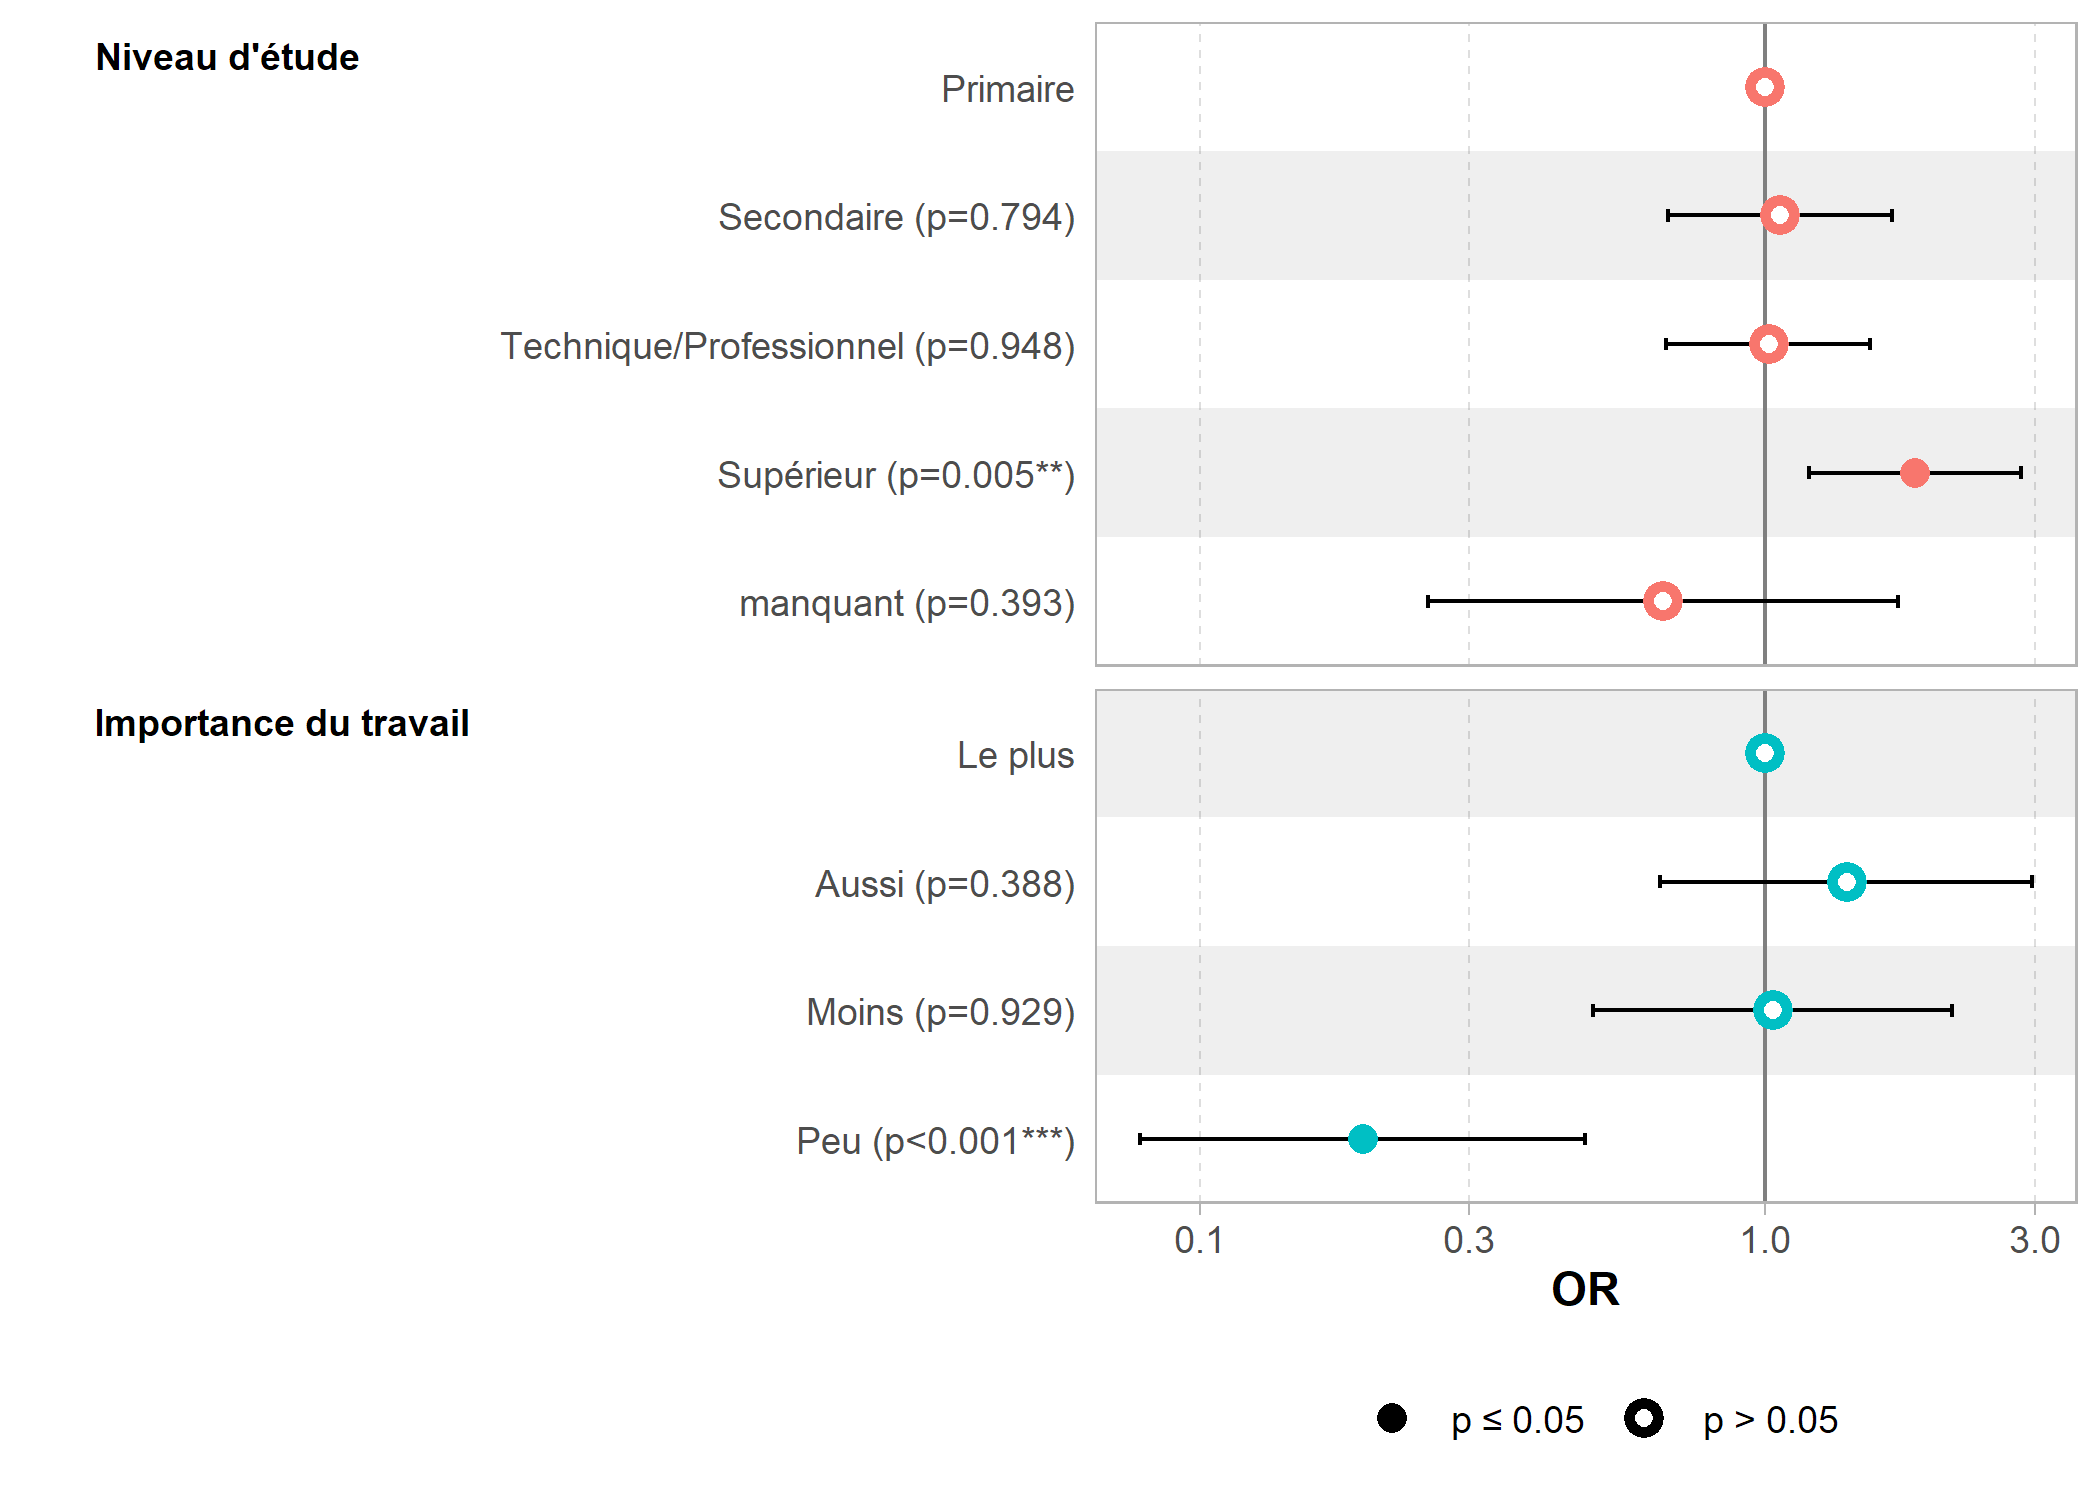 Niveau d'étude
Primaire
Secondaire (p=0.794)
Technique/Professionnel (p=0.948)
Supérieur (p=0.005**)
manquant (p=0.393)
Importance du travail
Le plus
Aussi (p=0.388)
Moins (p=0.929)
Peu (p<0.001***)
0.1 0.3 1.0 3.0
OR
p ≤ 0.05 p > 0.05